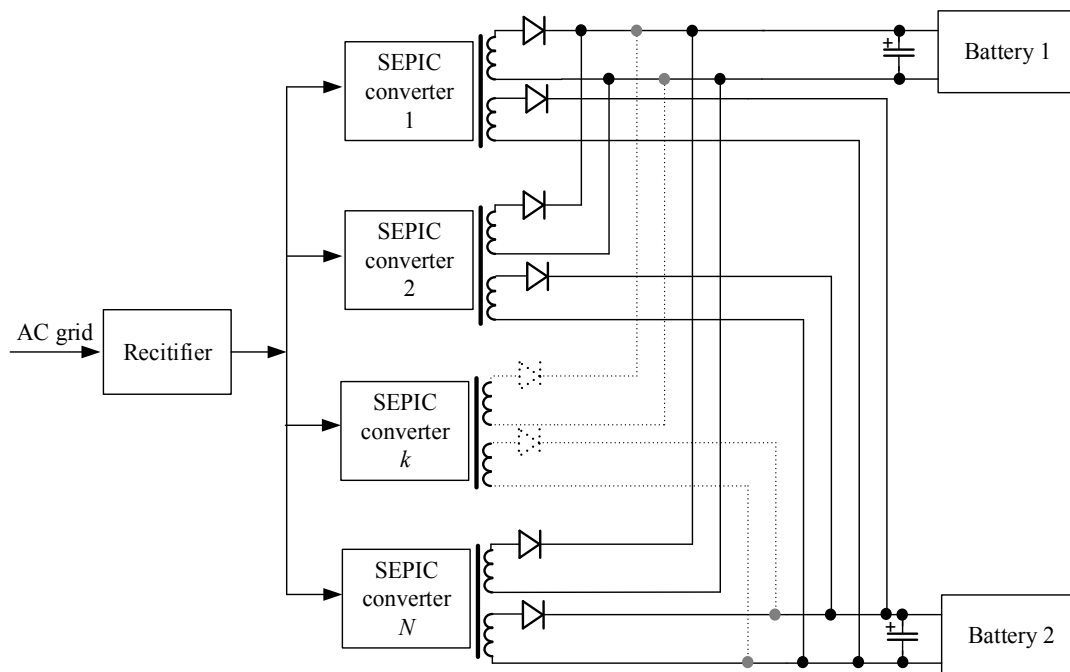 SEPIC
converter
1
+
Battery 1
SEPIC
converter
2
AC grid
Recitifier
SEPIC
converter
k
SEPIC
converter
N
+
Battery 2